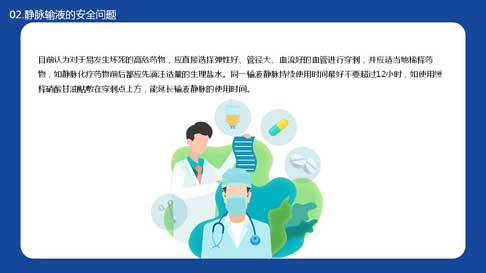 02.静脉输液的安全问题
目前认为对于易发生坏死的高危药物，应直接选择弹性好、管径大、血流好的血管进行穿刺，并应适当地稀释药
物，如静脉化疗药物前后都应先滴注适量的生理盐水。同一输液静脉持续使用时间最好不要超过12小时，如使用缓
释硝酸甘油贴敷在穿刺点上方，能延长输液静脉的使用时间。